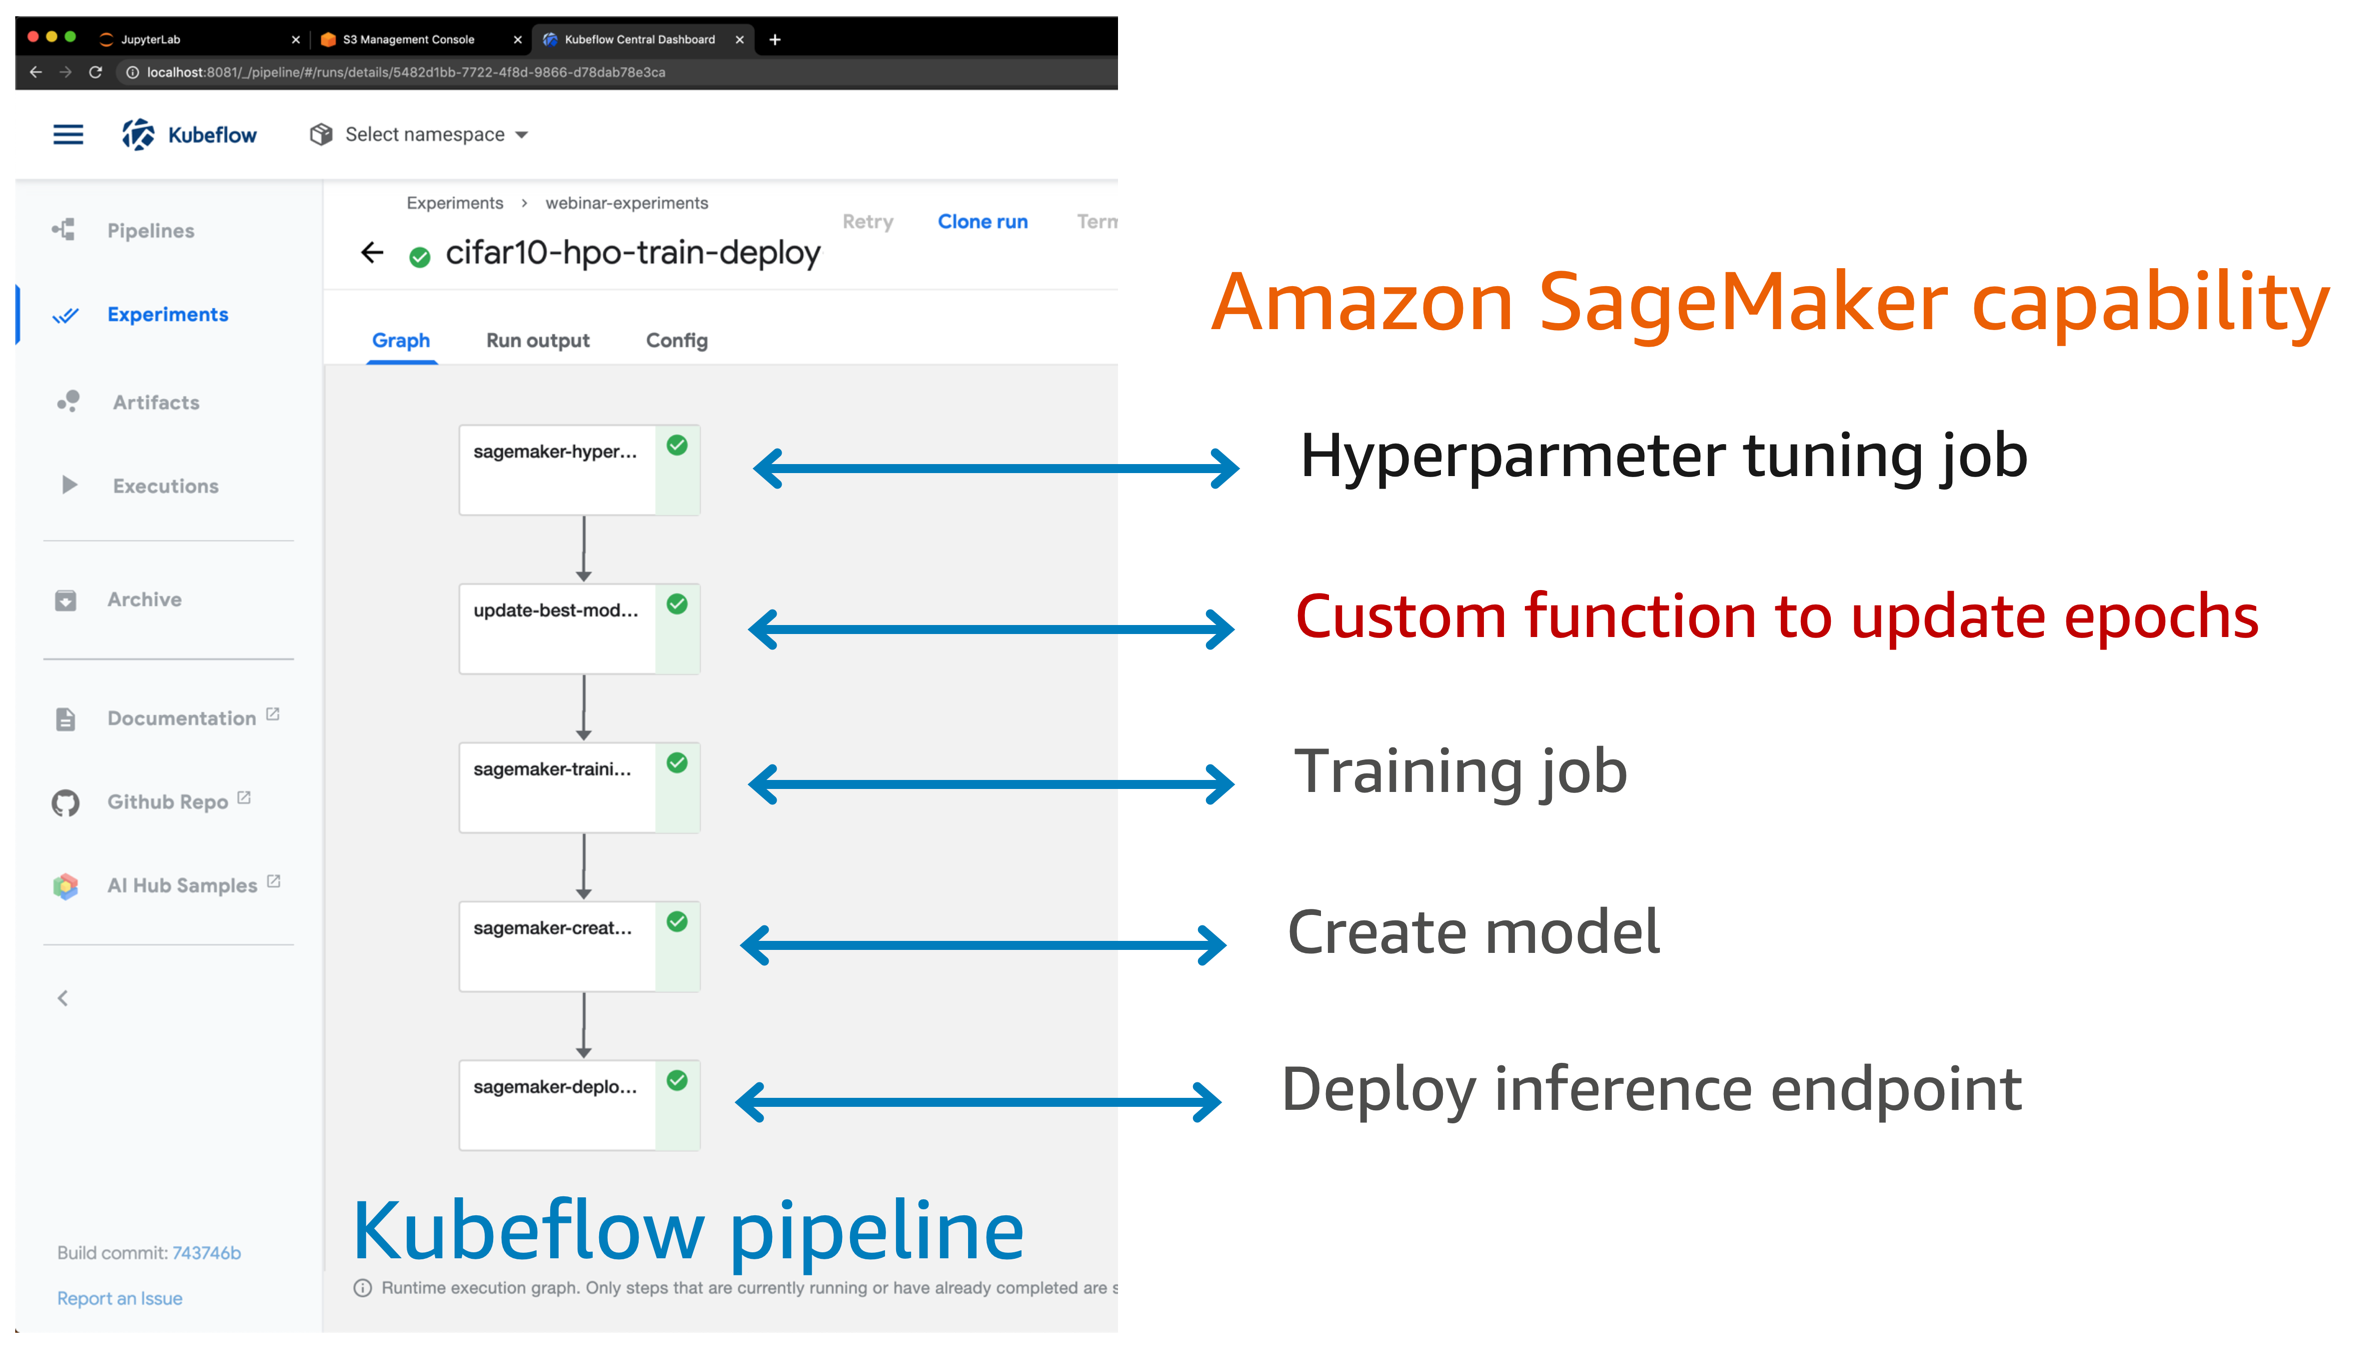 JupyterLab
S3 Management Console
Kubeflow Central Dashboard
localhost:8081/_/pipeline/#/runs/details/5482d1bb-7722-4f8d-9866-d78dab78e3ca
Kubeflow
Select namespace
Pipelines
Experiments
Artifacts
Executions
Archive
Documentation
Github Repo
AI Hub Samples
Build commit: 743746b
Report an Issue
Experiments > webinar-experiments
Retry
Clone run
Term
cifar10-hpo-train-deploy
Graph
Run output
Config
sagemaker-hyper...
update-best-mod...
sagemaker-traini...
sagemaker-creat...
sagemaker-deplo...
Kubeflow pipeline
Runtime execution graph. Only steps that are currently running or have already completed are s
Amazon SageMaker capability
Hyperparmeter tuning job
Custom function to update epochs
Training job
Create model
Deploy inference endpoint